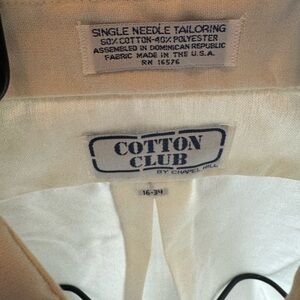 SINGLE NEEDLE TAILORING
60% COTTON-40% POLYESTER
ASSEMBLED IN DOMINICAN REPUBLIC
FABRIC MADE IN THE U.S.A.
RN 16576
COTTON
CLUB
BY CHAPEL HILL
16-34